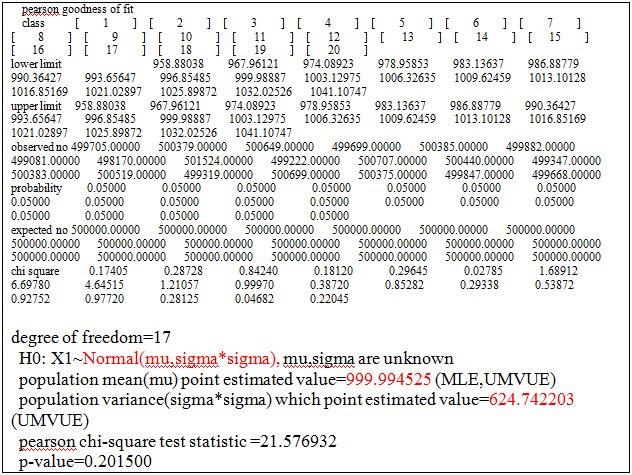 pearson goodness of fit
class [ 1 ] [ 2 ] [ 3 ] [ 4 ] [ 5 ] [ 6 ] [ 7 ]
[ 8 ] [ 9 ] [ 10 ] [ 11 ] [ 12 ] [ 13 ] [ 14 ] [ 15 ]
[ 16 ] [ 17 ] [ 18 ] [ 19 ] [ 20 ]
lower limit 958.88038 967.96121 974.08923 978.95853 983.13637 986.88779
990.36427 993.65647 996.85485 999.98887 1003.12975 1006.32635 1009.62459 1013.10128
1016.85169 1021.02897 1025.89872 1032.02526 1041.10747
upper limit 958.88038 967.96121 974.08923 978.95853 983.13637 986.88779 990.36427
993.65647 996.85485 999.98887 1003.12975 1006.32635 1009.62459 1013.10128 1016.85169
1021.02897 1025.89872 1032.02526 1041.10747
observed no 499705.00000 500379.00000 500649.00000 499699.00000 500385.00000 499882.00000
499081.00000 498170.00000 501524.00000 499222.00000 500707.00000 500440.00000 499347.00000
500383.00000 500519.00000 499319.00000 500699.00000 500375.00000 499847.00000 499668.00000
probability 0.05000 0.05000 0.05000 0.05000 0.05000 0.05000 0.05000
0.05000 0.05000 0.05000 0.05000 0.05000 0.05000 0.05000 0.05000
0.05000 0.05000 0.05000 0.05000 0.05000
expected no 500000.00000 500000.00000 500000.00000 500000.00000 500000.00000
500000.00000 500000.00000 500000.00000 500000.00000 500000.00000 500000.00000 500000.00000
500000.00000 500000.00000 500000.00000 500000.00000 500000.00000 500000.00000 500000.00000
chi square 0.17405 0.28728 0.84240 0.18120 0.29645 0.02785 1.68912
6.69780 4.64515 1.21057 0.99970 0.38720 0.85282 0.29338 0.53872
0.92752 0.97720 0.28125 0.04682 0.22045
degree of freedom=17
H0: X1~Normal(mu,sigma*sigma), mu,sigma are unknown
population mean(mu) point estimated value=999.994525 (MLE,UMVUE)
population variance(sigma*sigma) which point estimated value=624.742203
(UMVUE)
pearson chi-square test statistic =21.576932
p-value=0.201500